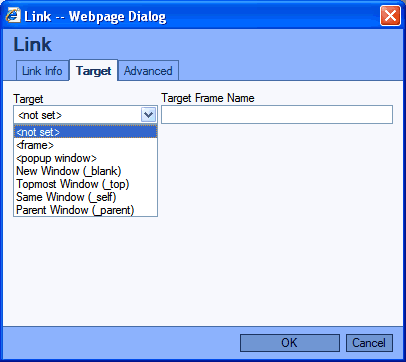 Link -- Webpage Dialog
Link
Link Info Target Advanced
Target Target Frame Name
<not set>
<not set>
<frame>
<popup window>
New Window (_blank)
Topmost Window (_top)
Same Window (_self)
Parent Window (_parent)
OK Cancel